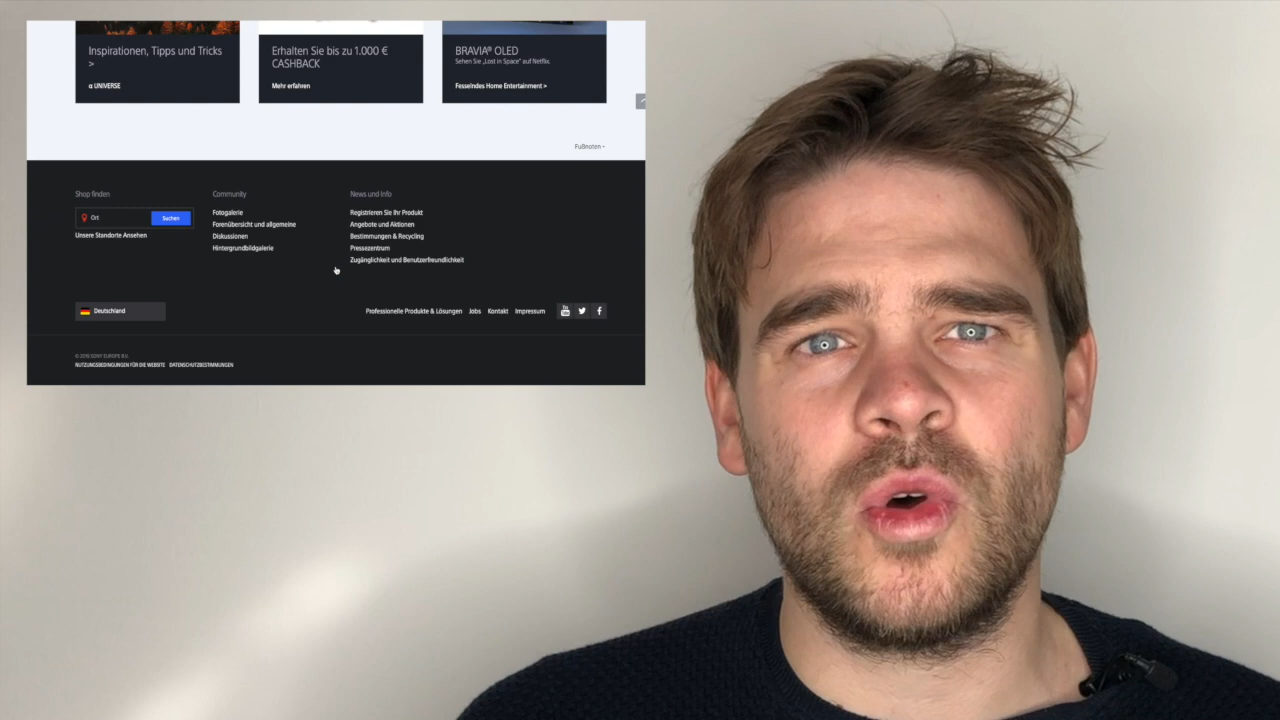 Inspirationen, Tipps und Tricks
>
α UNIVERSE
Erhalten Sie bis zu 1.000 €
CASHBACK
Mehr erfahren
BRAVIA® OLED
Sehen Sie „Lost in Space" auf Netflix.
Fesselndes Home Entertainment >
Fußnoten
Shop finden
Ort
Suchen
Unsere Standorte Ansehen
Community
Fotogalerie
Forenübersicht und allgemeine
Diskussionen
Hintergrundbildgalerie
News und Info
Registrieren Sie Ihr Produkt
Angebote und Aktionen
Bestimmungen & Recycling
Pressezentrum
Zugänglichkeit und Benutzerfreundlichkeit
Deutschland
Professionelle Produkte & Lösungen Jobs Kontakt Impressum
You
Tube
NUTZUNGSBEDINGUNGEN FÜR DIE WEBSITE DATENSCHUTZBESTIMMUNGEN